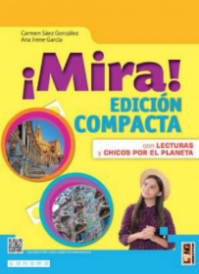 Carmen Sáez González
Ana Irene García
¡Mira!
EDICIÓN
COMPACTA
con LECTURAS
y CHICOS POR EL PLANETA